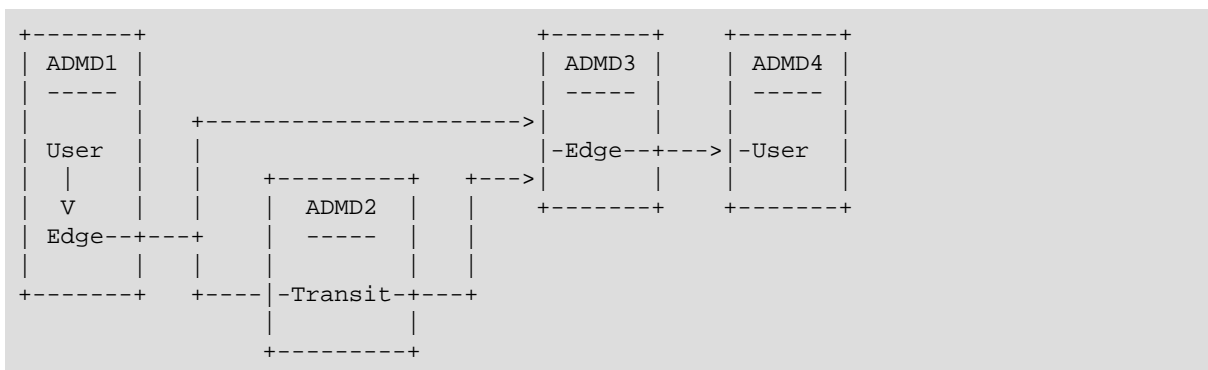 +-------+                           +-------+    +-------+
| ADMD1 |                           | ADMD3 |    | ADMD4 |
| ----- |                           | ----- |    | ----- |
|       |   +---------------------->|       |    |       |
| User  |   |                       |-Edge--+--->|-User  |
|  |    |   |    +---------+   +--->|       |    |       |
|  V    |   |    |  ADMD2  |   |    +-------+    +-------+
| Edge--+---+    |  -----  |   |
|       |   |    |         |   |
+-------+   +----|-Transit-+---+
                 |         |
                 +---------+